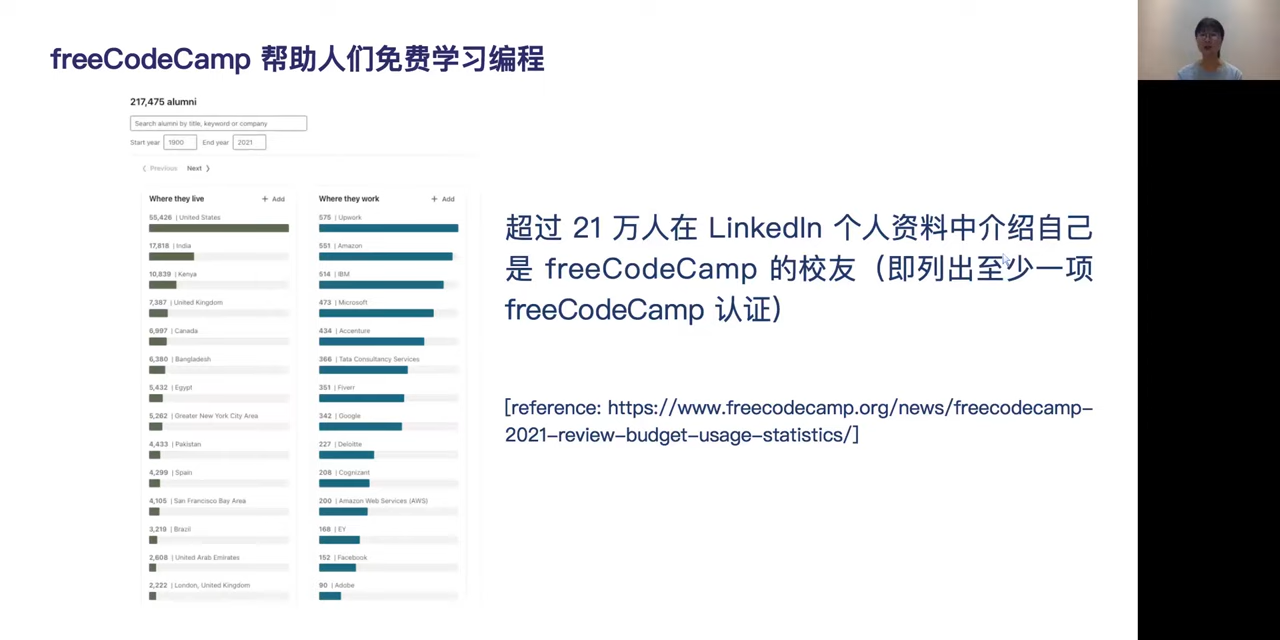 freeCodeCamp 帮助人们免费学习编程
217,475 alumni
Search alumni by title, keyword or company
Start year 1900 End year 2021
Previous Next
Where they live + Add
55,426 | United States
17,818 | India
10,839 | Kenya
7,387 | United Kingdom
6,997 | Canada
6,380 | Bangladesh
5,432 | Egypt
5,262 | Greater New York City Area
4,433 | Pakistan
4,299 | Spain
4,105 | San Francisco Bay Area
3,219 | Brazil
2,608 | United Arab Emirates
2,222 | London, United Kingdom
Where they work + Add
575 | Upwork
551 | Amazon
514 | IBM
473 | Microsoft
434 | Accenture
366 | Tata Consultancy Services
351 | Fiverr
342 | Google
227 | Deloitte
208 | Cognizant
200 | Amazon Web Services (AWS)
168 | EY
152 | Facebook
90 | Adobe
超过 21 万人在 LinkedIn 个人资料中介绍自己
是 freeCodeCamp 的校友（即列出至少一项
freeCodeCamp 认证）
[reference: https://www.freecodecamp.org/news/freecodecamp-
2021-review-budget-usage-statistics/]